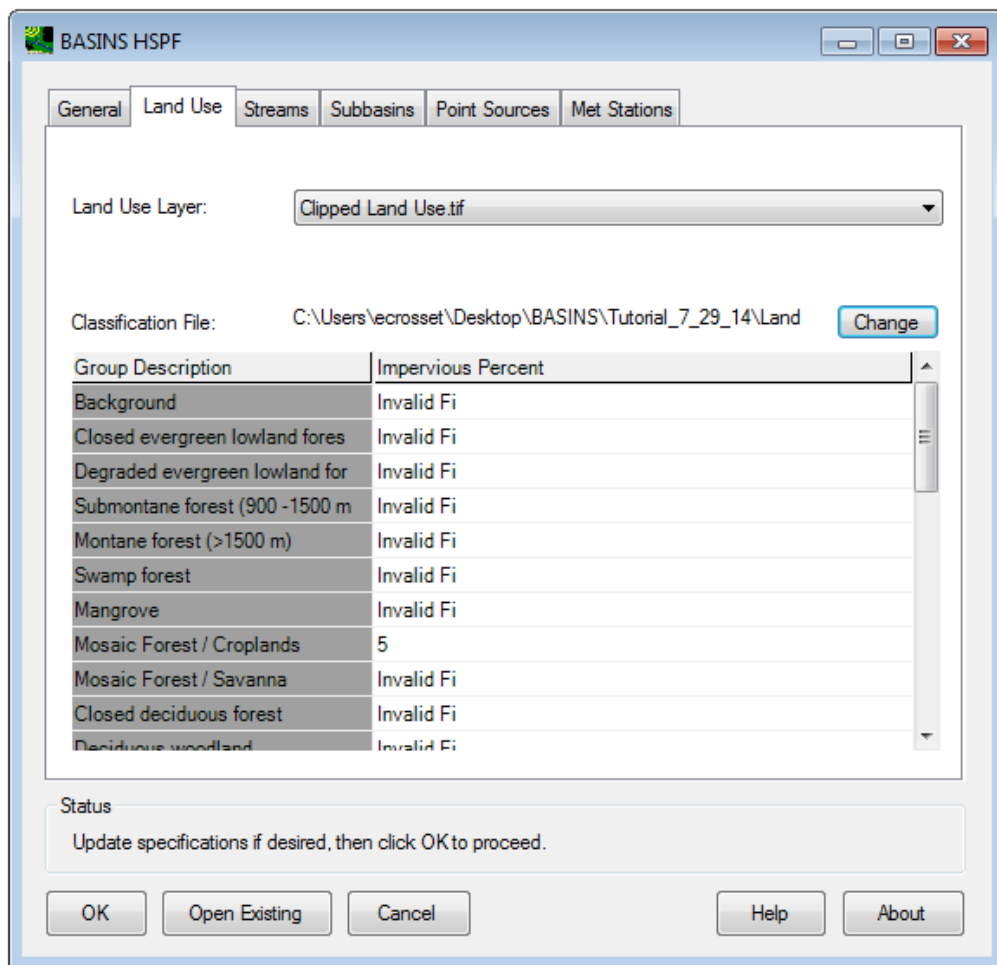 BASINS HSPF
General Land Use Streams Subbasins Point Sources Met Stations
Land Use Layer: Clipped Land Use.tif
Classification File: C:\Users\ecrosset\Desktop\BASINS\Tutorial_7_29_14\Land Change
Group Description Impervious Percent
Background Invalid Fi
Closed evergreen lowland fores Invalid Fi
Degraded evergreen lowland for Invalid Fi
Submontane forest (900 -1500 m Invalid Fi
Montane forest (>1500 m) Invalid Fi
Swamp forest Invalid Fi
Mangrove Invalid Fi
Mosaic Forest / Croplands 5
Mosaic Forest / Savanna Invalid Fi
Closed deciduous forest Invalid Fi
Deciduous woodland Invalid Fi
Status
Update specifications if desired, then click OK to proceed.
OK Open Existing Cancel Help About